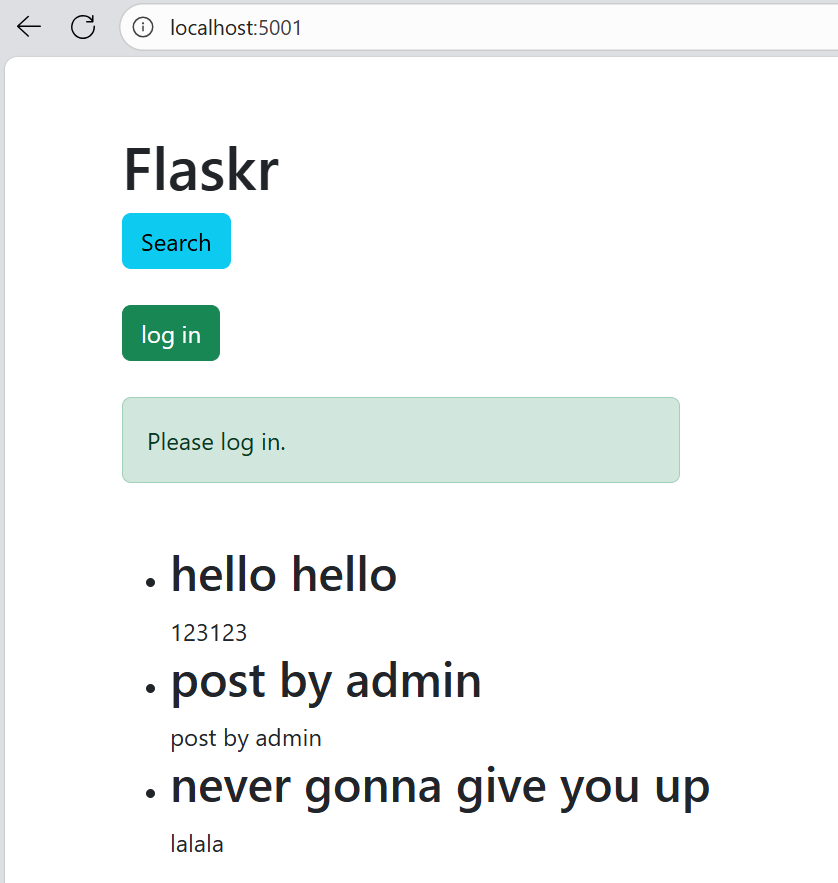 localhost:5001
Flaskr
Search
log in
Please log in.
hello hello
123123
post by admin
post by admin
never gonna give you up
lalala